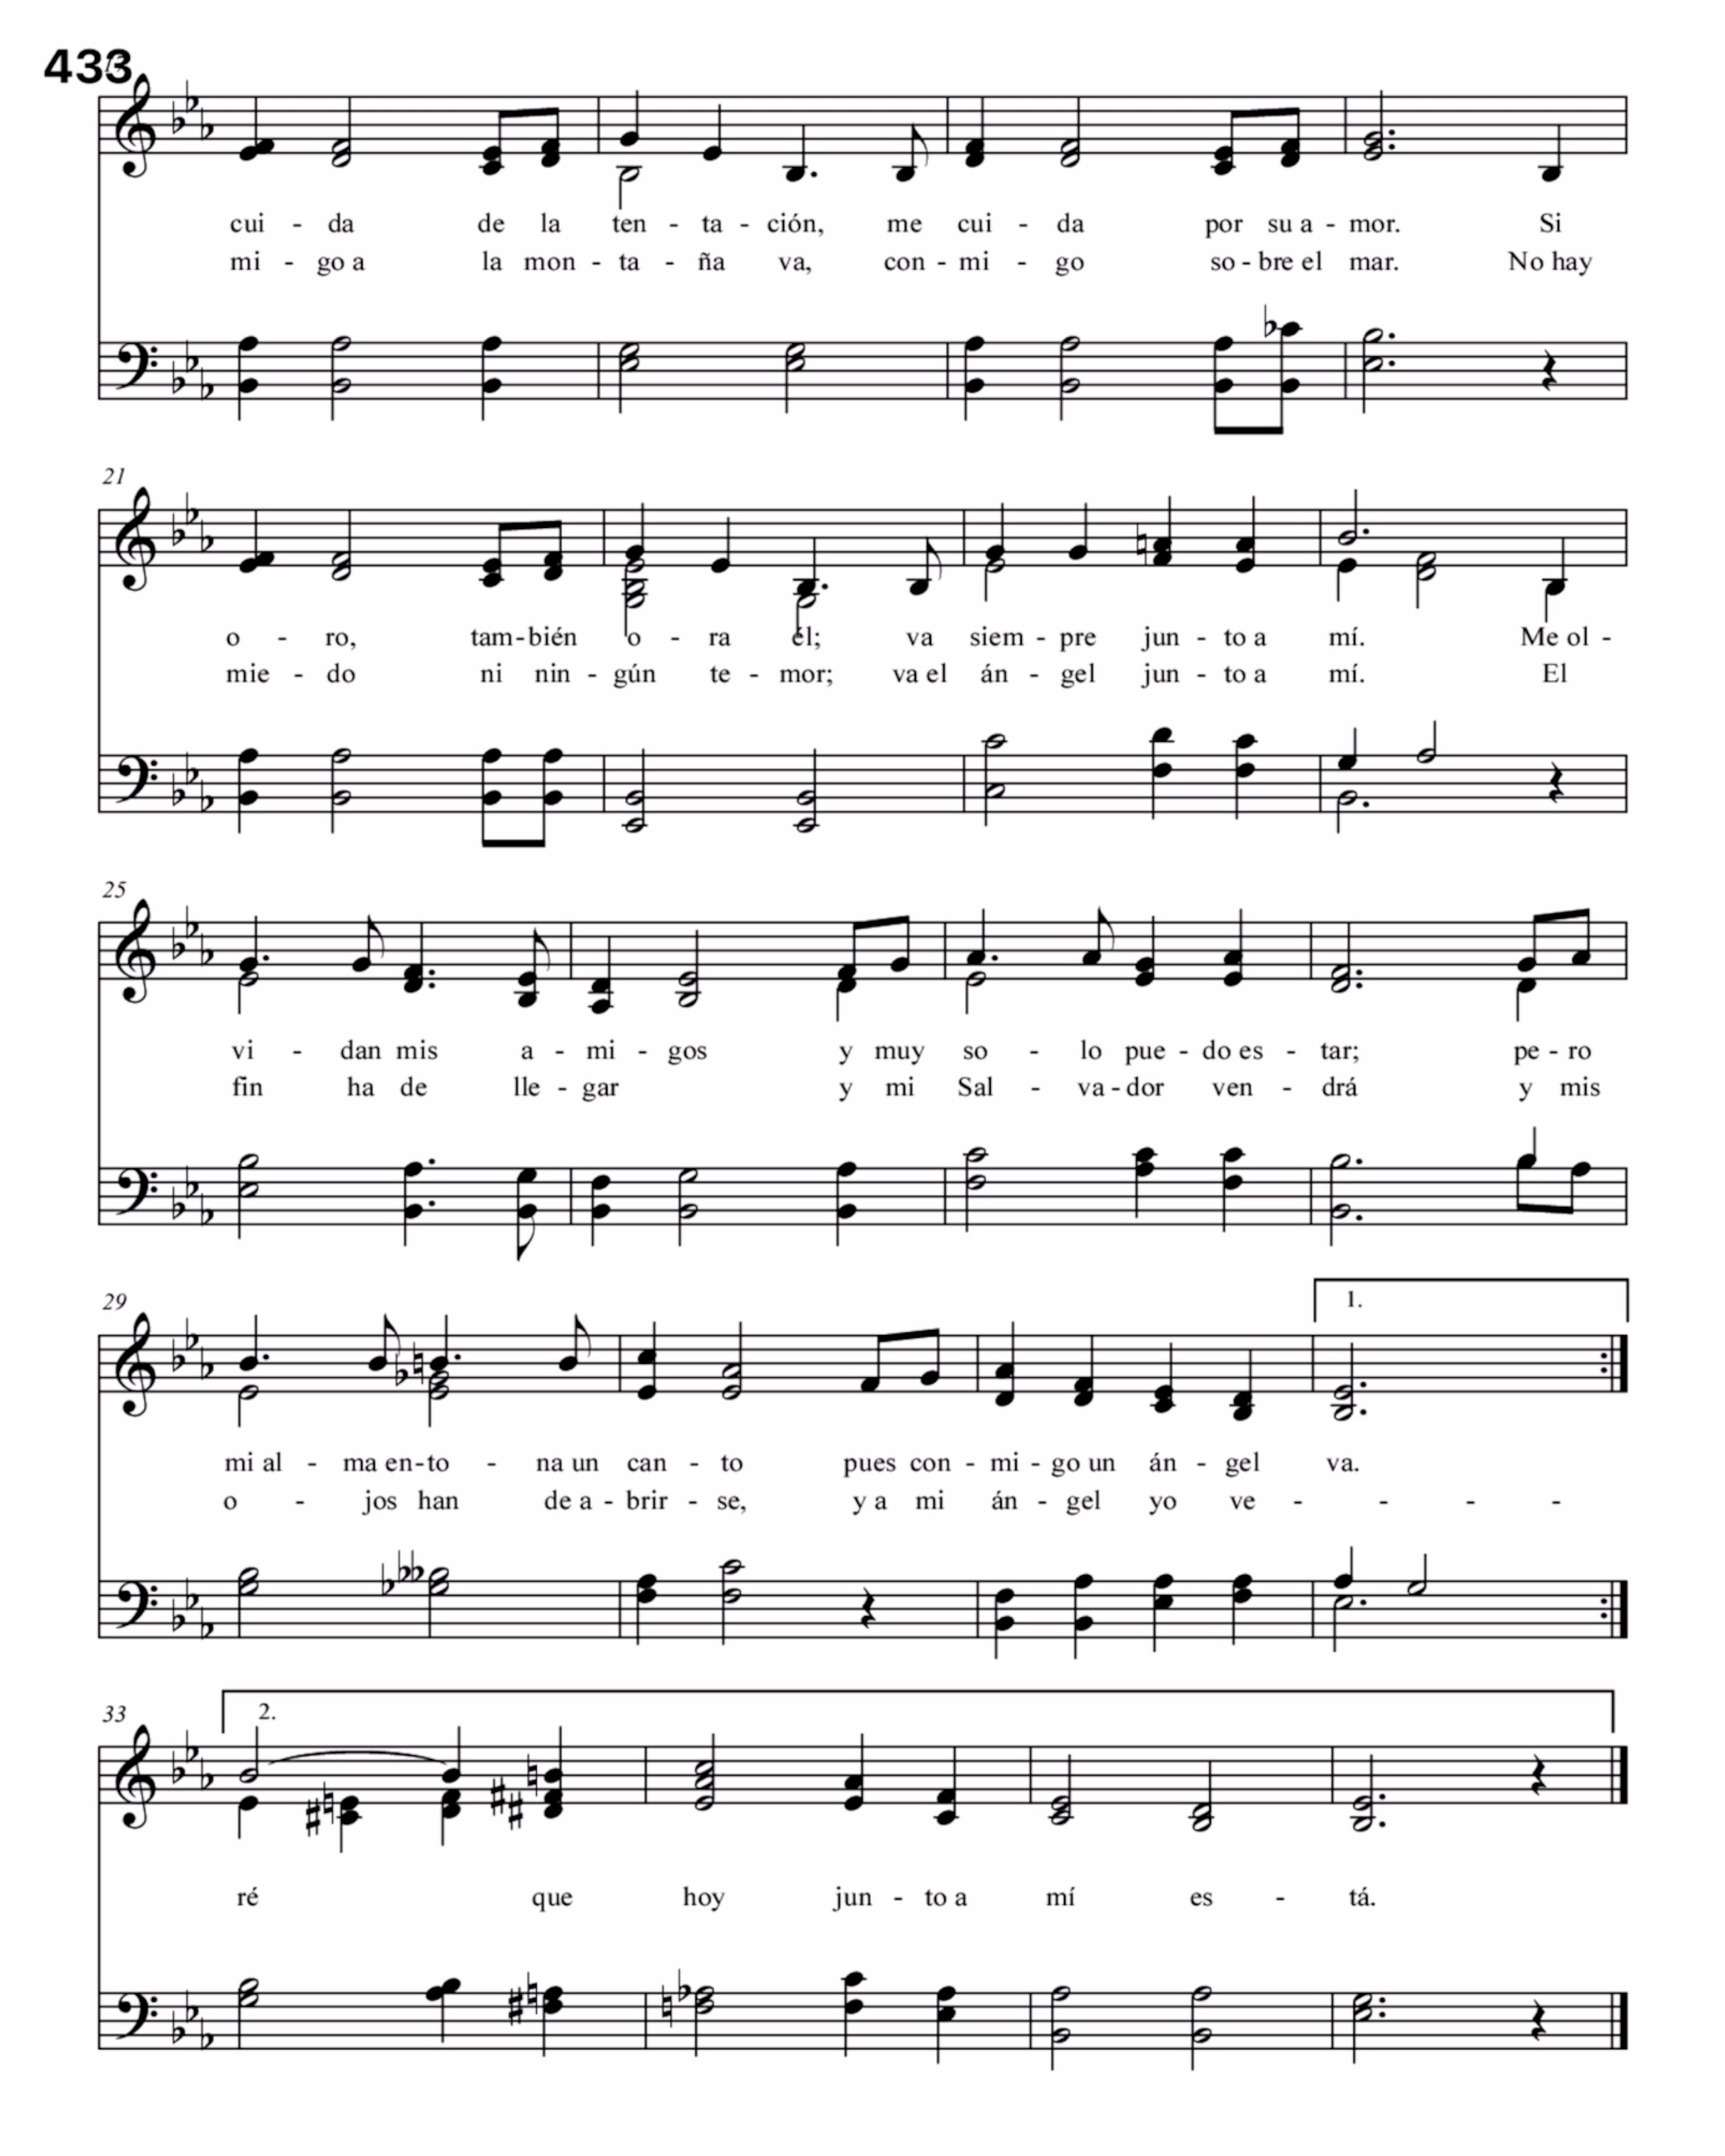 433
cui - da de la ten - ta - ción, me cui - da por su a - mor. Si
mi - go a la mon - ta - ña va, con - mi - go so - bre el mar. No hay
21
o - ro, tam - bién o - ra él; va siem - pre jun - to a mí. Me ol -
mie - do ni nin - gún te - mor; va el án - gel jun - to a mí. El
25
vi - dan mis a - mi - gos y muy so - lo pue - do es - tar; pe - ro
fin ha de lle - gar y mi Sal - va - dor ven - drá y mis
29
1.
mi al - ma en - to - na un can - to pues con - mi - go un án - gel va.
o - jos han de a - brir - se, y a mi án - gel yo ve - - - -
33
2.
ré que hoy jun - to a mí es - tá.